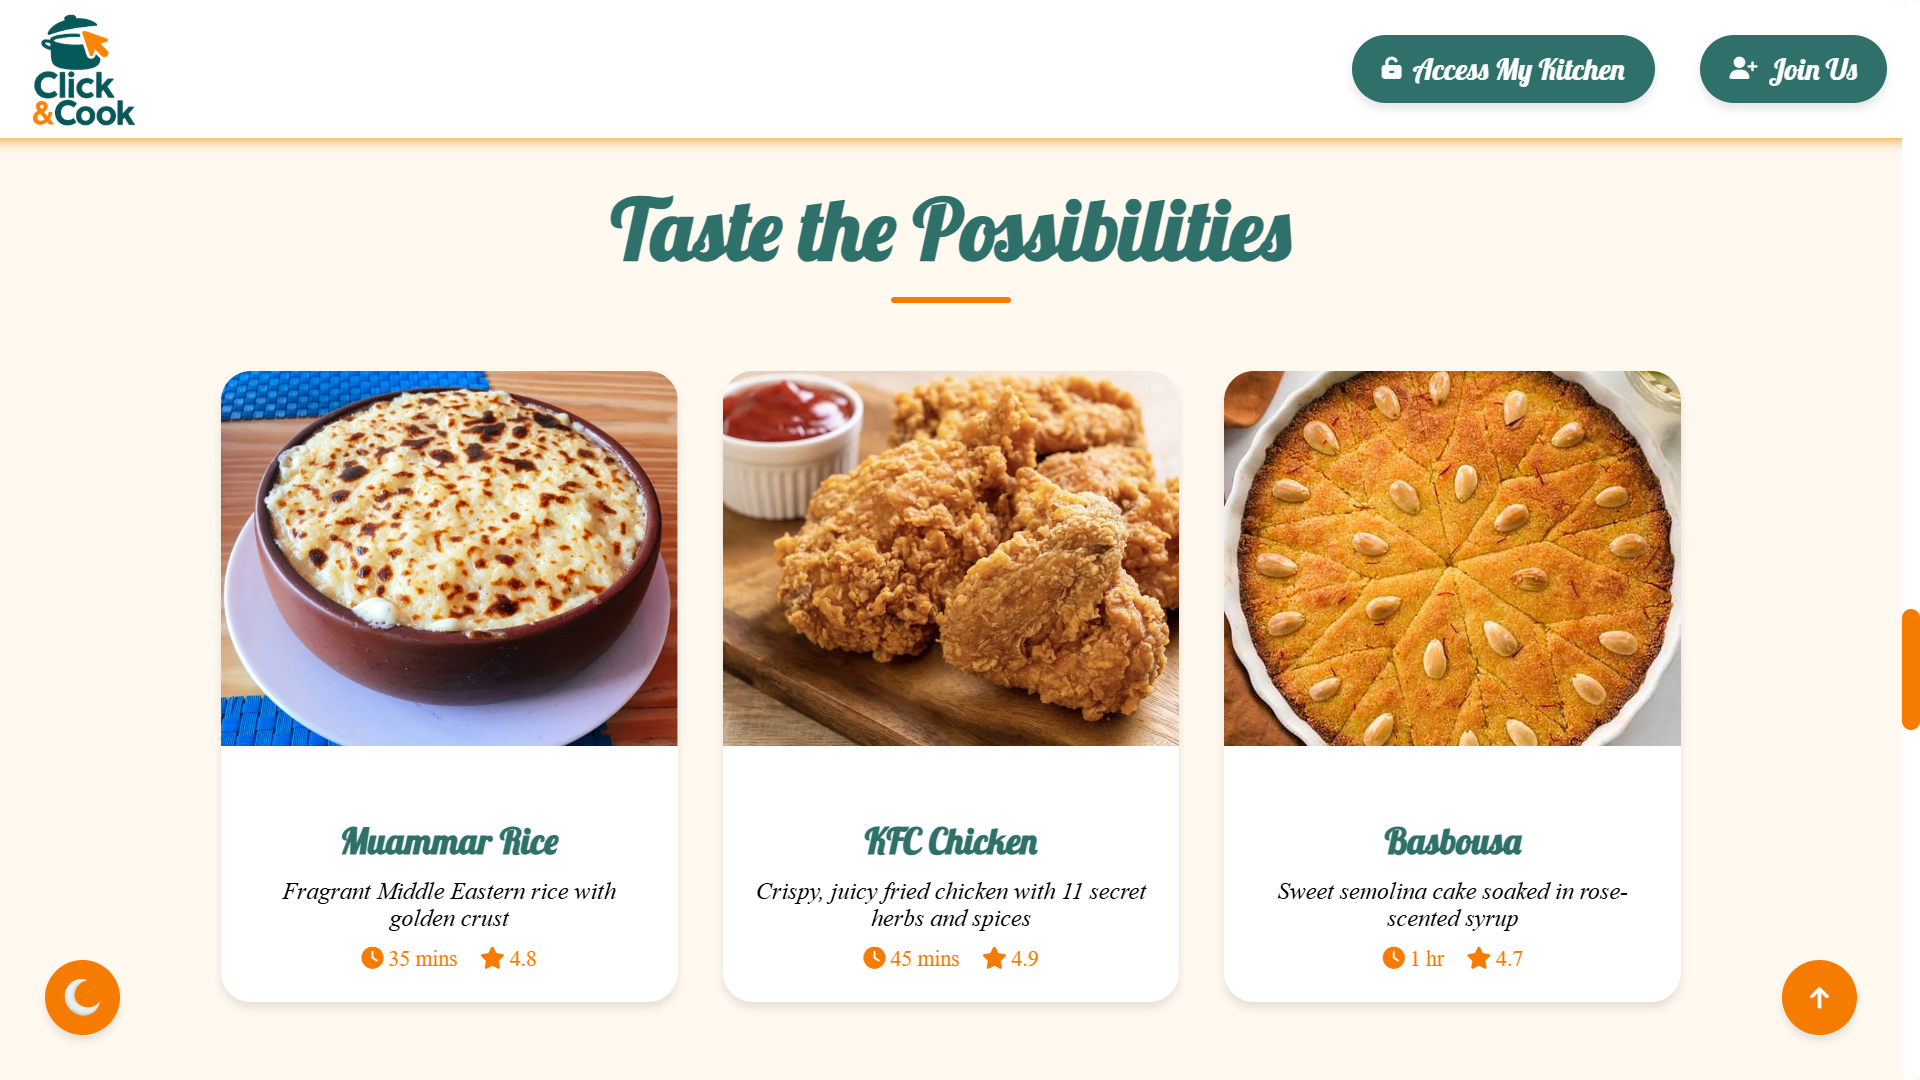 Click
&Cook
Access My Kitchen
Join Us
Taste the Possibilities
Muammar Rice
Fragrant Middle Eastern rice with
golden crust
35 mins 4.8
KFC Chicken
Crispy, juicy fried chicken with 11 secret
herbs and spices
45 mins 4.9
Basbousa
Sweet semolina cake soaked in rose-
scented syrup
1 hr 4.7